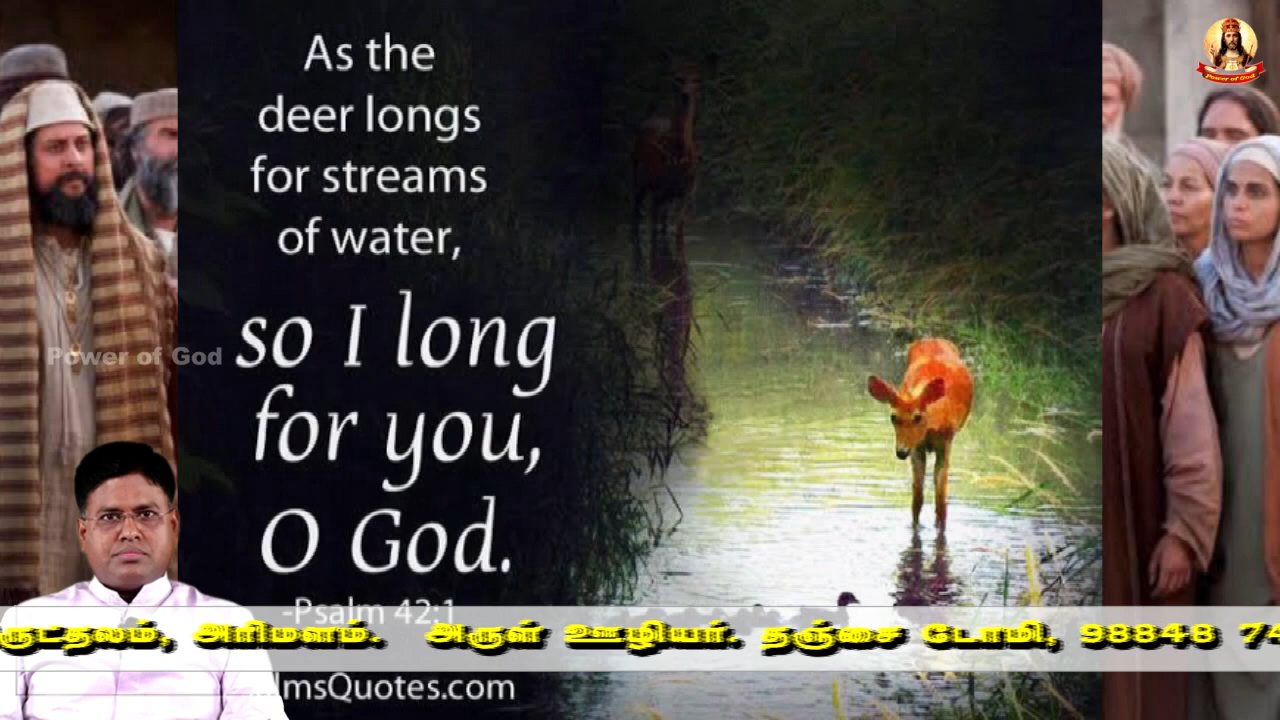 As the
deer longs
for streams
of water,
so I long
for you,
O God.
-Psalm 42:1
Power of God
Power of God
அரிமளம். அருள் ஊழியர். தஞ்சை டோமி, 98848 74
lmsQuotes.com